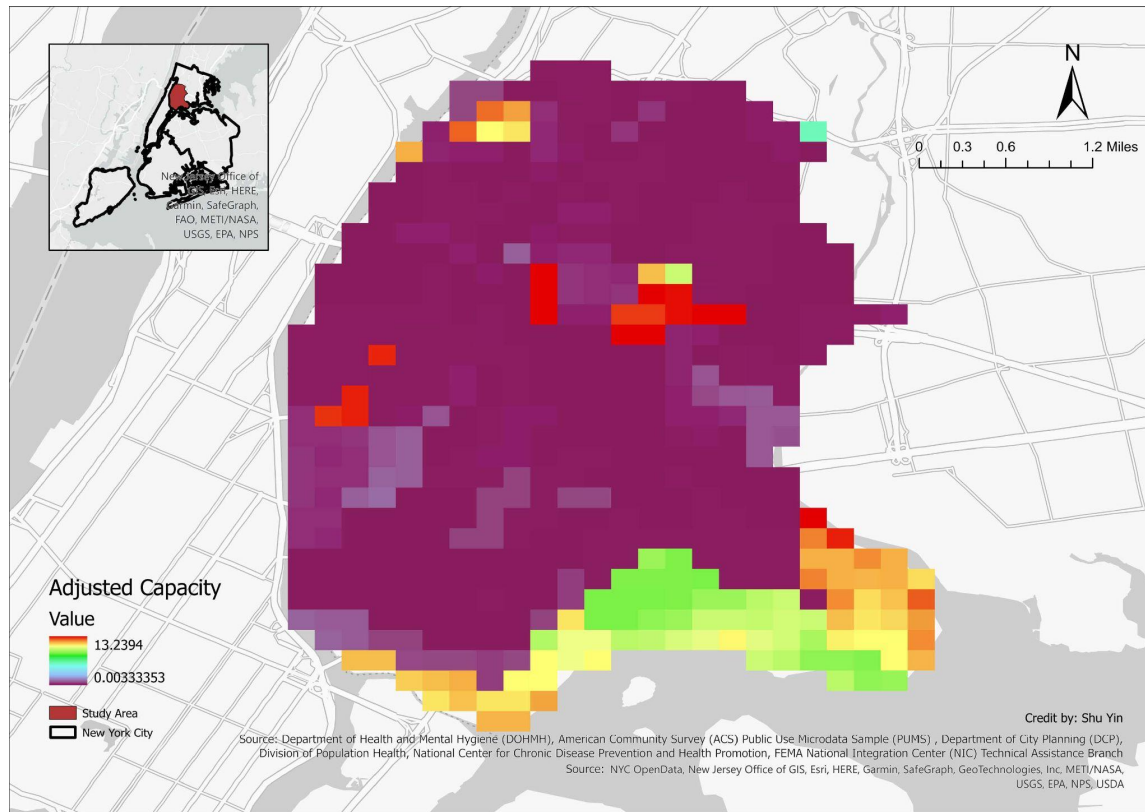 New Jersey Office of
GIS, Esri, HERE,
Garmin, SafeGraph,
FAO, METI/NASA,
USGS, EPA, NPS
N
0 0.3 0.6 1.2 Miles
Adjusted Capacity
Value
13.2394
0.00333353
Study Area
New York City
Credit by: Shu Yin
Source: Department of Health and Mental Hygiene (DOHMH), American Community Survey (ACS) Public Use Microdata Sample (PUMS) , Department of City Planning (DCP),
Division of Population Health, National Center for Chronic Disease Prevention and Health Promotion, FEMA National Integration Center (NIC) Technical Assistance Branch
Source: NYC OpenData, New Jersey Office of GIS, Esri, HERE, Garmin, SafeGraph, GeoTechnologies, Inc, METI/NASA,
USGS, EPA, NPS, USDA